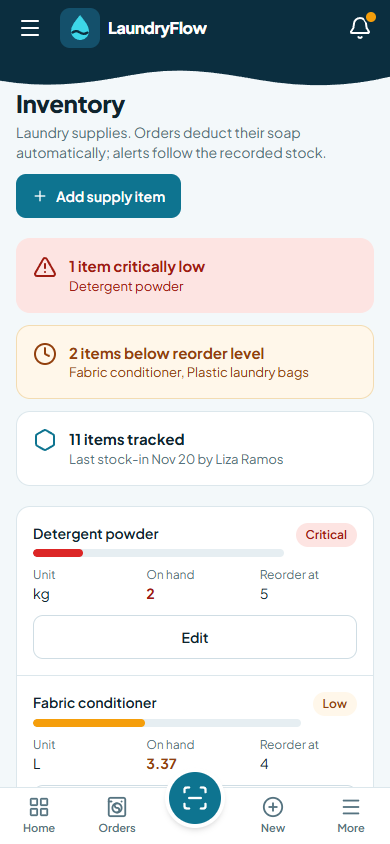 LaundryFlow
Inventory
Laundry supplies. Orders deduct their soap
automatically; alerts follow the recorded stock.
+ Add supply item
1 item critically low
Detergent powder
2 items below reorder level
Fabric conditioner, Plastic laundry bags
11 items tracked
Last stock-in Nov 20 by Liza Ramos
Detergent powder
Critical
Unit On hand Reorder at
kg 2 5
Edit
Fabric conditioner
Low
Unit On hand Reorder at
L 3.37 4
Home Orders New More